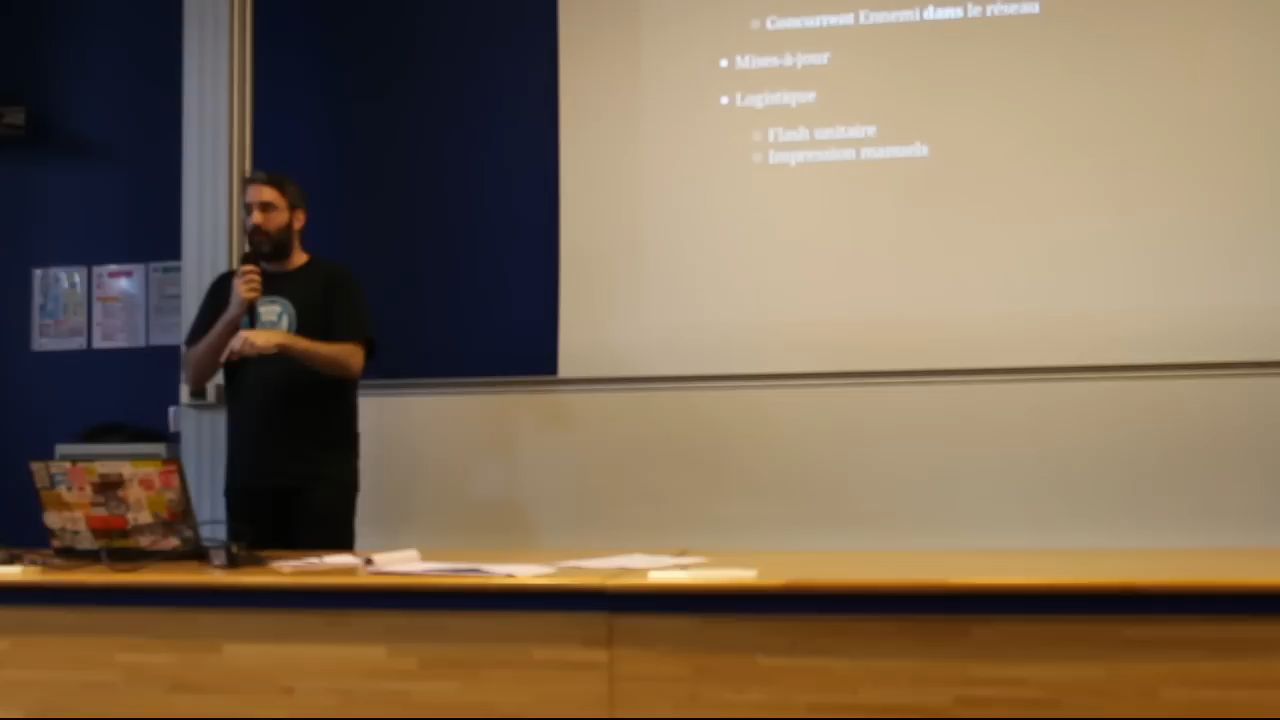 Concurrent Ennemi dans le réseau
Mises-à-jour
Logistique
Flash unitaire
Impression manuels